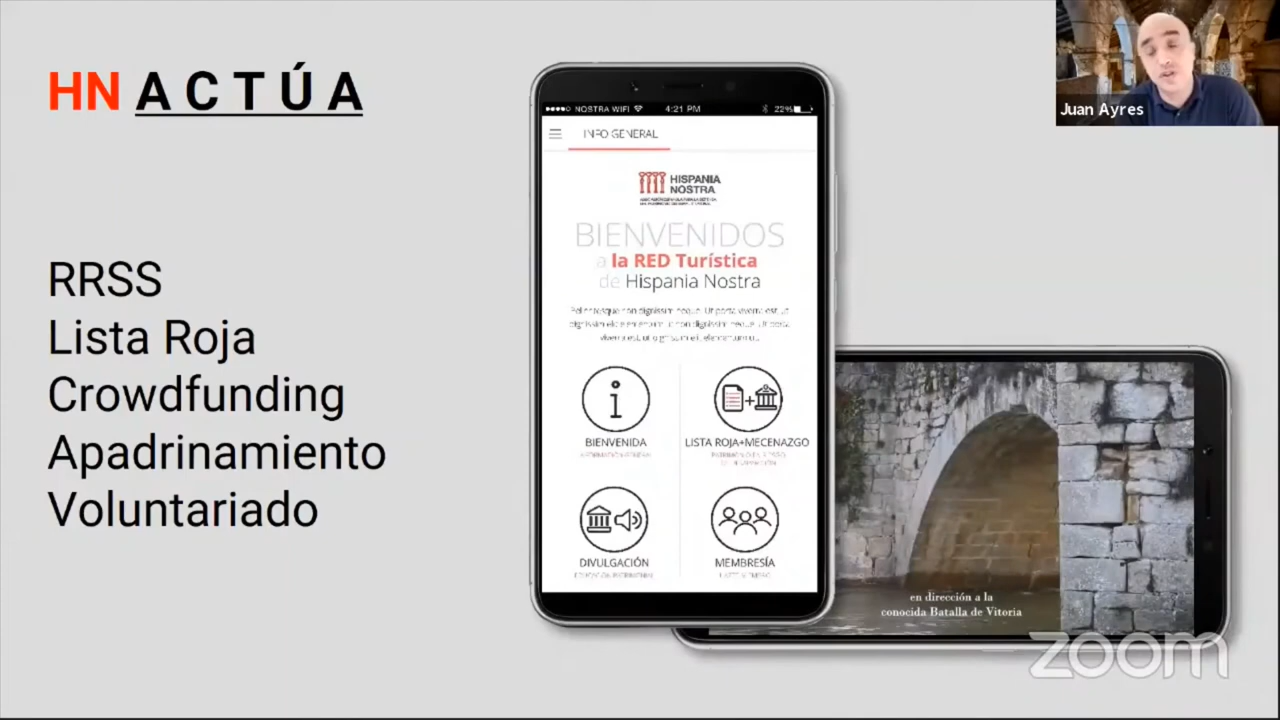 HN ACTÚA
RRSS
Lista Roja
Crowdfunding
Apadrinamiento
Voluntariado
NOSTRA WIFI 4:21 PM 22%
INFO GENERAL
HISPANIA
NOSTRA
BIENVENIDOS
a la RED Turística
de Hispania Nostra
BIENVENIDA
LISTA ROJA+MECENAZGO
DIVULGACIÓN
MEMBRESÍA
en dirección a la
conocida Batalla de Vitoria
Juan Ayres
zoom